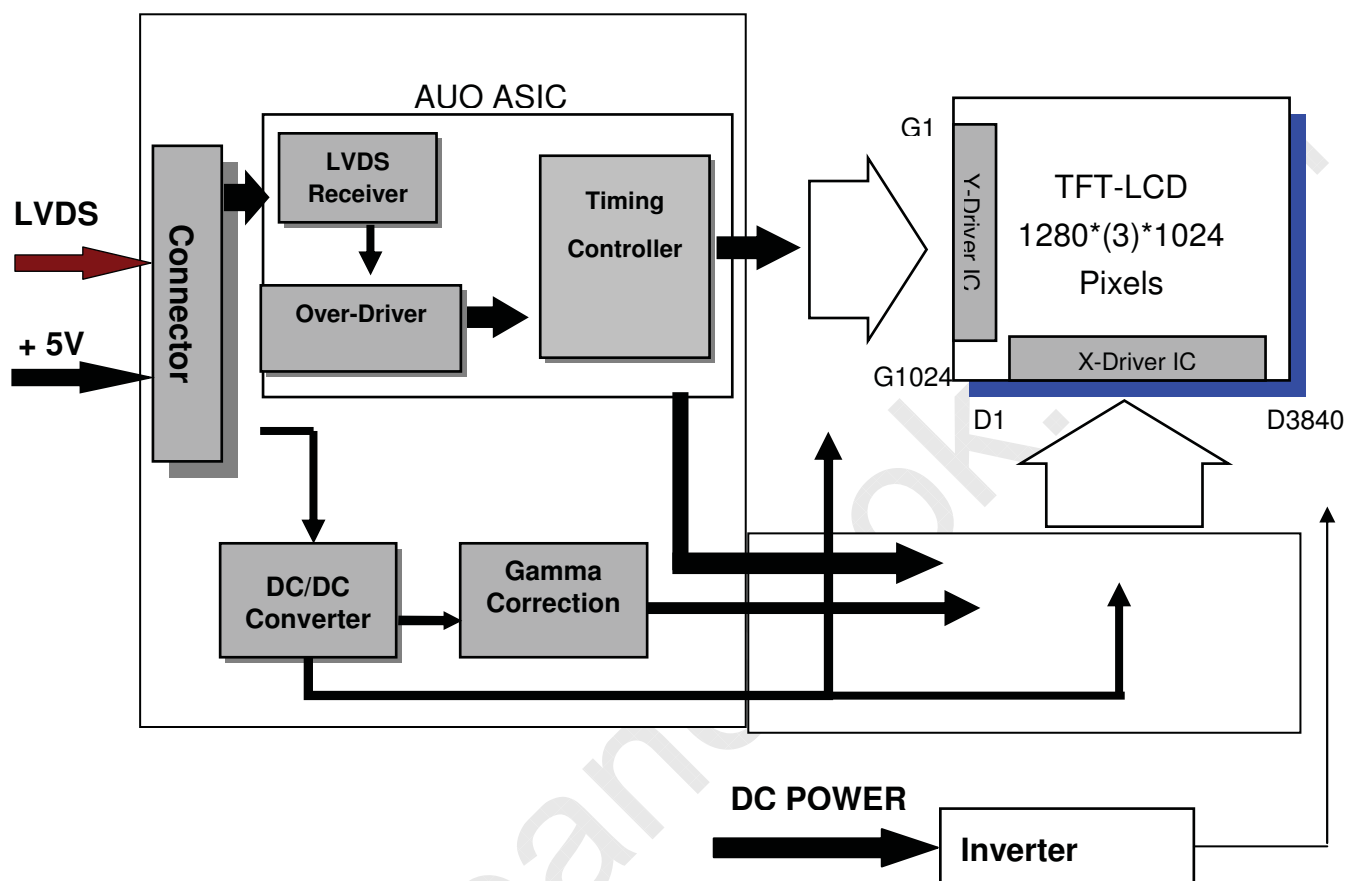 AUO ASIC
G1
LVDS
Receiver
Timing
Controller
TFT-LCD
1280*(3)*1024
Pixels
Y-Driver IC
LVDS
Connector
Over-Driver
+ 5V
X-Driver IC
G1024
D1
D3840
DC/DC
Converter
Gamma
Correction
DC POWER
Inverter